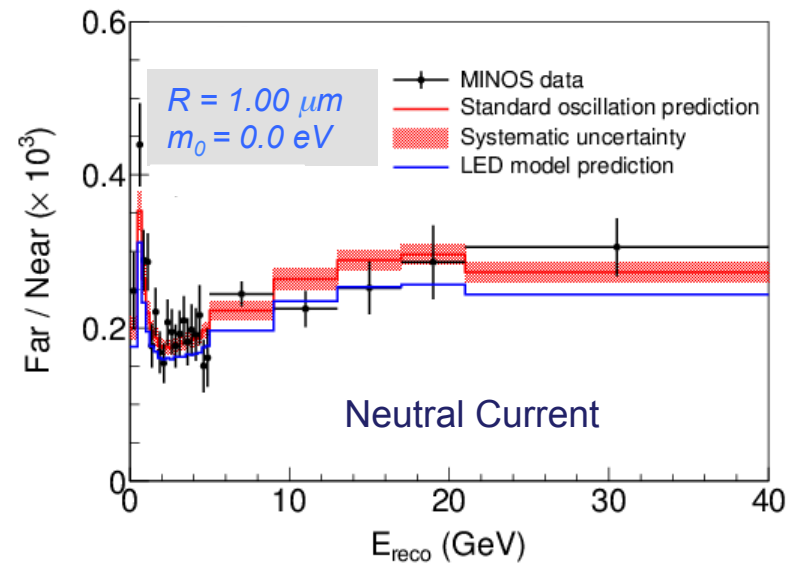 0.6
R = 1.00 μm
m₀ = 0.0 eV
MINOS data
Standard oscillation prediction
Systematic uncertainty
LED model prediction
0.4
Far / Near (× 10³)
0.2
Neutral Current
0
0 10 20 30 40
E_reco (GeV)